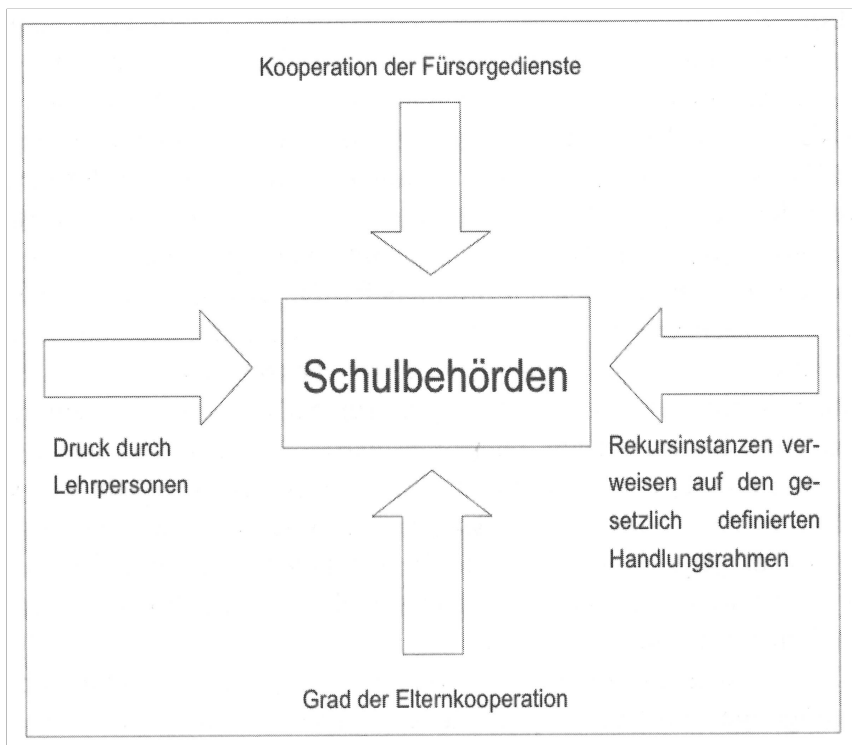 Kooperation der Fürsorgedienste
Schulbehörden
Druck durch
Lehrpersonen
Rekursinstanzen ver-
weisen auf den ge-
setzlich definierten
Handlungsrahmen
Grad der Elternkooperation